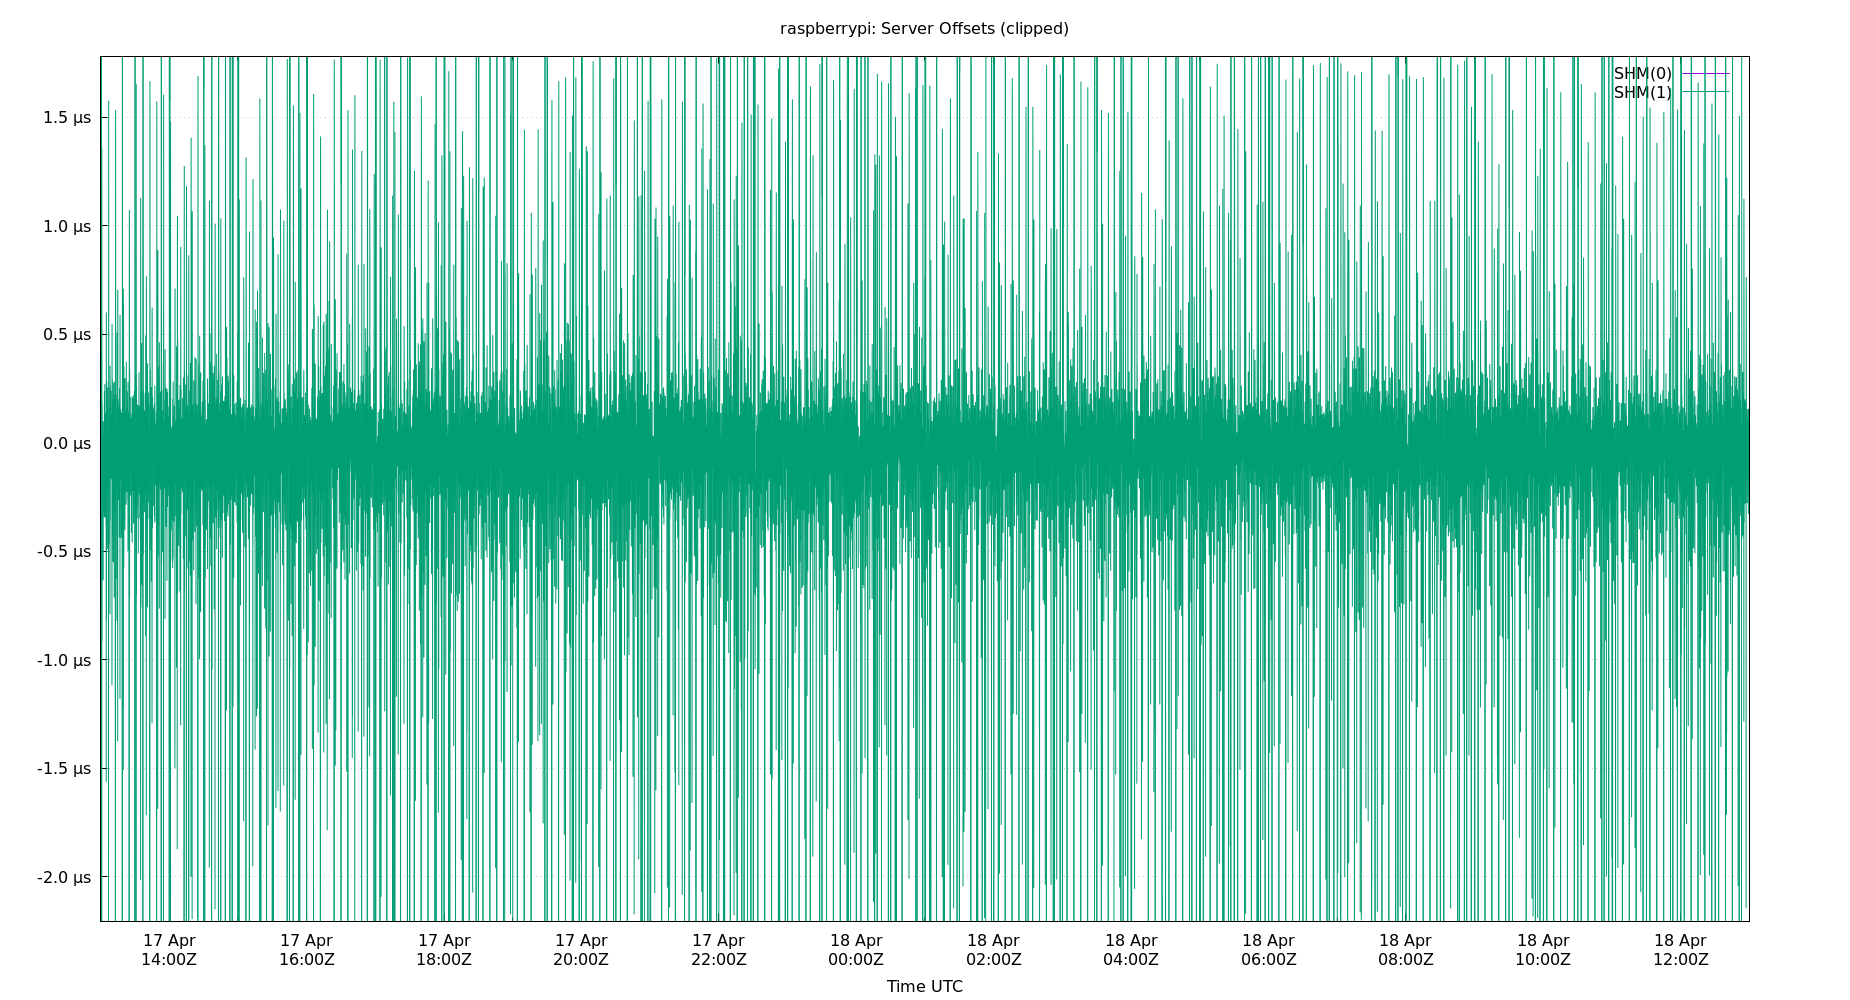 raspberrypi: Server Offsets (clipped)
SHM(0)
SHM(1)
1.5 µs
1.0 µs
0.5 µs
0.0 µs
-0.5 µs
-1.0 µs
-1.5 µs
-2.0 µs
17 Apr 17 Apr 17 Apr 17 Apr 17 Apr 18 Apr 18 Apr 18 Apr 18 Apr 18 Apr 18 Apr 18 Apr
14:00Z 16:00Z 18:00Z 20:00Z 22:00Z 00:00Z 02:00Z 04:00Z 06:00Z 08:00Z 10:00Z 12:00Z
Time UTC